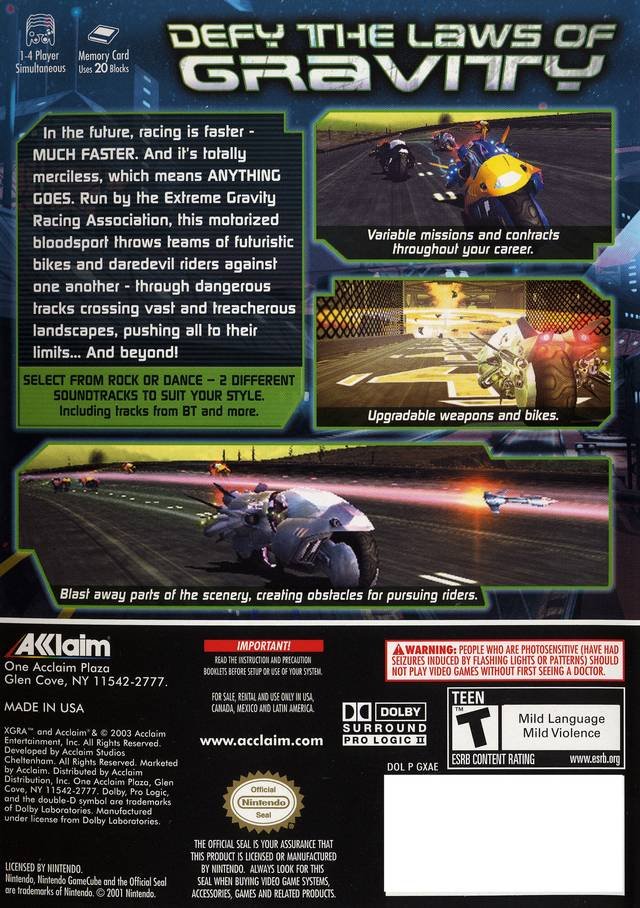 1-4 Player
Simultaneous
Memory Card
Uses 20 Blocks
DEFY THE LAWS OF
GRAVITY
In the future, racing is faster -
MUCH FASTER. And it's totally
merciless, which means ANYTHING
GOES. Run by the Extreme Gravity
Racing Association, this motorized
bloodsport throws teams of futuristic
bikes and daredevil riders against
one another - through dangerous
tracks crossing vast and treacherous
landscapes, pushing all to their
limits... And beyond!
SELECT FROM ROCK OR DANCE – 2 DIFFERENT
SOUNDTRACKS TO SUIT YOUR STYLE.
Including tracks from BT and more.
Variable missions and contracts
throughout your career.
Upgradable weapons and bikes.
Blast away parts of the scenery, creating obstacles for pursuing riders.
AKKlaim
One Acclaim Plaza
Glen Cove, NY 11542-2777.
MADE IN USA
XGRA™ and Acclaim® & © 2003 Acclaim
Entertainment, Inc. All Rights Reserved.
Developed by Acclaim Studios
Cheltenham. All Rights Reserved. Marketed
by Acclaim. Distributed by Acclaim
Distribution, Inc. One Acclaim Plaza, Glen
Cove, NY 11542-2777. Dolby, Pro Logic,
and the double-D symbol are trademarks
of Dolby Laboratories. Manufactured
under license from Dolby Laboratories.
LICENSED BY NINTENDO.
Nintendo, Nintendo GameCube and the Official Seal
are trademarks of Nintendo. © 2001 Nintendo.
IMPORTANT!
READ THE INSTRUCTION AND PRECAUTION
BOOKLETS BEFORE SETUP OR USE OF YOUR SYSTEM.
FOR SALE, RENTAL AND USE ONLY IN USA,
CANADA, MEXICO AND LATIN AMERICA.
www.acclaim.com
Official
Nintendo
Seal
THE OFFICIAL SEAL IS YOUR ASSURANCE THAT
THIS PRODUCT IS LICENSED OR MANUFACTURED
BY NINTENDO. ALWAYS LOOK FOR THIS
SEAL WHEN BUYING VIDEO GAME SYSTEMS,
ACCESSORIES, GAMES AND RELATED PRODUCTS.
DOLBY
SURROUND
PRO LOGIC II
WARNING: PEOPLE WHO ARE PHOTOSENSITIVE (HAVE HAD
SEIZURES INDUCED BY FLASHING LIGHTS OR PATTERNS) SHOULD
NOT PLAY VIDEO GAMES WITHOUT FIRST SEEING A DOCTOR.
TEEN
T™
Mild Language
Mild Violence
ESRB CONTENT RATING www.esrb.org
DOL P GXAE